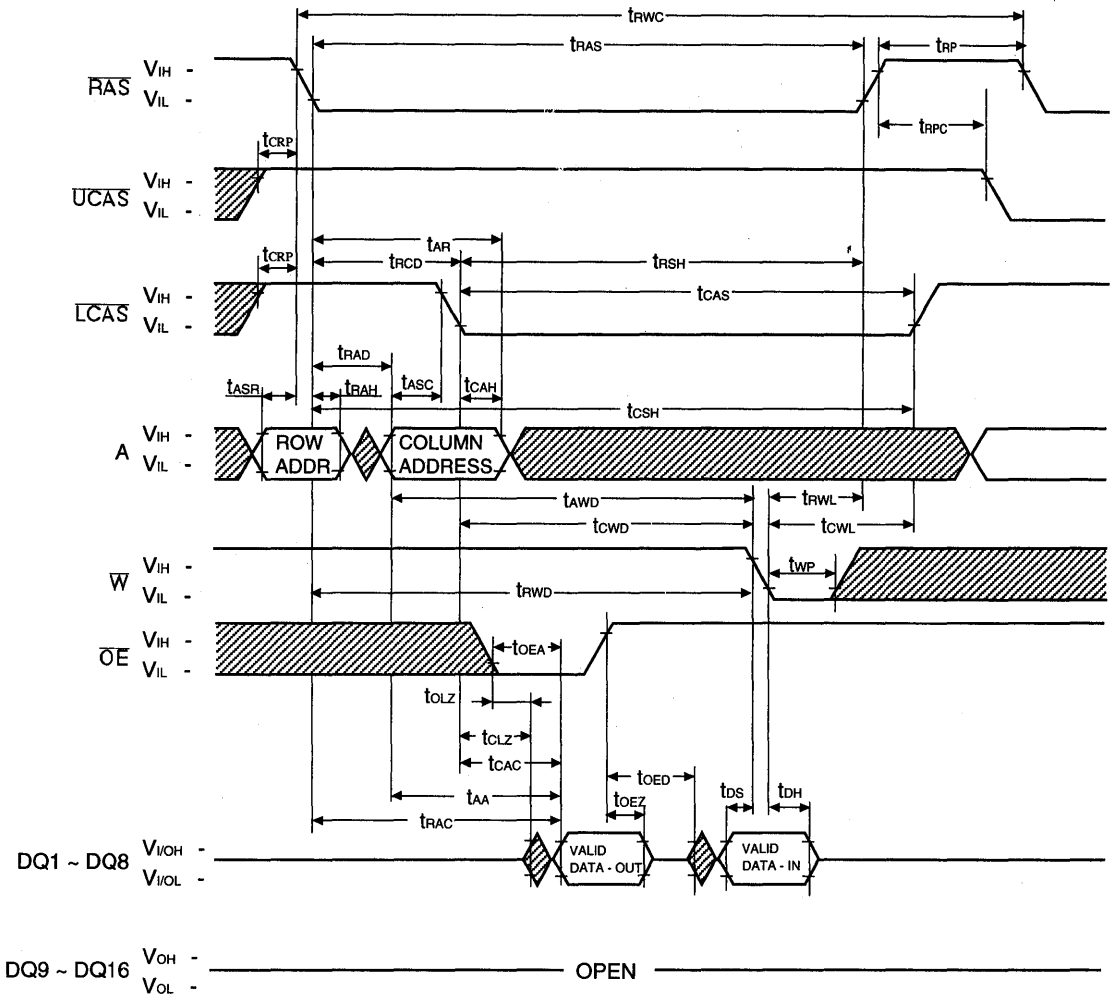 tRWC
tRAS
tRP
RAS
VIH -
VIL -
tRPC
tCRP
UCAS
VIH -
VIL -
tAR
tCRP
tRCD
tRSH
LCAS
VIH -
VIL -
tCAS
tRAD
tASR
tRAH
tASC
tCAH
tCSH
A
VIH -
VIL -
ROW
ADDR
COLUMN
ADDRESS
tAWD
tRWL
tCWD
tCWL
W
VIH -
VIL -
tWP
tRWD
OE
VIH -
VIL -
tOEA
tOLZ
tCLZ
tCAC
tOED
tAA
tOEZ
tDS
tDH
tRAC
DQ1 ~ DQ8
VI/OH -
VI/OL -
VALID
DATA - OUT
VALID
DATA - IN
DQ9 ~ DQ16
VOH -
VOL -
OPEN